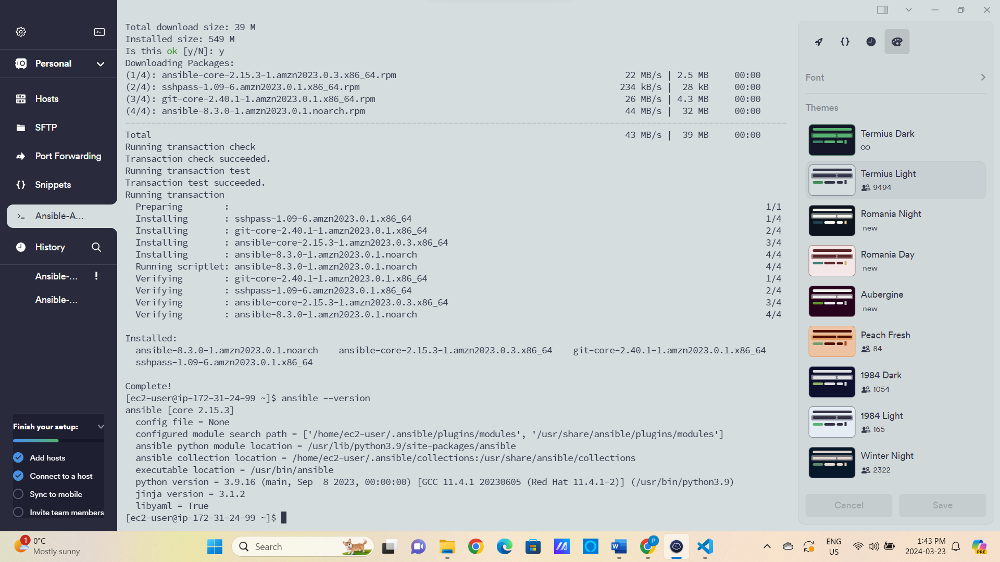 Personal
Hosts
SFTP
Port Forwarding
Snippets
Ansible-A...
History
Ansible-... !
Ansible-...
Finish your setup:
Add hosts
Connect to a host
Sync to mobile
Invite team members
Total download size: 39 M
Installed size: 549 M
Is this ok [y/N]: y
Downloading Packages:
(1/4): ansible-core-2.15.3-1.amzn2023.0.3.x86_64.rpm 22 MB/s | 2.5 MB 00:00
(2/4): sshpass-1.09-6.amzn2023.0.1.x86_64.rpm 234 kB/s | 28 kB 00:00
(3/4): git-core-2.40.1-1.amzn2023.0.1.x86_64.rpm 26 MB/s | 4.3 MB 00:00
(4/4): ansible-8.3.0-1.amzn2023.0.1.noarch.rpm 44 MB/s | 32 MB 00:00
--------------------------------------------------------------------------------
Total 43 MB/s | 39 MB 00:00
Running transaction check
Transaction check succeeded.
Running transaction test
Transaction test succeeded.
Running transaction
Preparing : 1/1
Installing : sshpass-1.09-6.amzn2023.0.1.x86_64 1/4
Installing : git-core-2.40.1-1.amzn2023.0.1.x86_64 2/4
Installing : ansible-core-2.15.3-1.amzn2023.0.3.x86_64 3/4
Installing : ansible-8.3.0-1.amzn2023.0.1.noarch 4/4
Running scriptlet: ansible-8.3.0-1.amzn2023.0.1.noarch 4/4
Verifying : git-core-2.40.1-1.amzn2023.0.1.x86_64 1/4
Verifying : sshpass-1.09-6.amzn2023.0.1.x86_64 2/4
Verifying : ansible-core-2.15.3-1.amzn2023.0.3.x86_64 3/4
Verifying : ansible-8.3.0-1.amzn2023.0.1.noarch 4/4
Installed:
ansible-8.3.0-1.amzn2023.0.1.noarch ansible-core-2.15.3-1.amzn2023.0.3.x86_64 git-core-2.40.1-1.amzn2023.0.1.x86_64
sshpass-1.09-6.amzn2023.0.1.x86_64
Complete!
[ec2-user@ip-172-31-24-99 ~]$ ansible --version
ansible [core 2.15.3]
config file = None
configured module search path = ['/home/ec2-user/.ansible/plugins/modules', '/usr/share/ansible/plugins/modules']
ansible python module location = /usr/lib/python3.9/site-packages/ansible
ansible collection location = /home/ec2-user/.ansible/collections:/usr/share/ansible/collections
executable location = /usr/bin/ansible
python version = 3.9.16 (main, Sep  8 2023, 00:00:00) [GCC 11.4.1 20230605 (Red Hat 11.4.1-2)] (/usr/bin/python3.9)
jinja version = 3.1.2
libyaml = True
[ec2-user@ip-172-31-24-99 ~]$
Font
Themes
Termius Dark
∞
Termius Light
9494
Romania Night
new
Romania Day
new
Aubergine
new
Peach Fresh
84
1984 Dark
1054
1984 Light
165
Winter Night
2322
Cancel
Save
1
0°C
Mostly sunny
Search
W
P
ENG
US
1:43 PM
2024-03-23
PRE